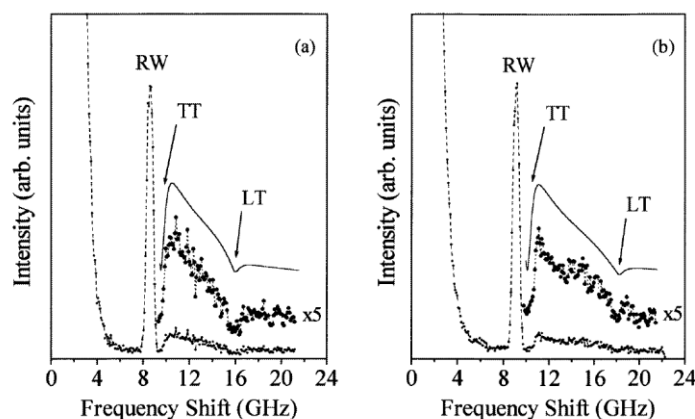 (a)
RW
TT
LT
x5
Intensity (arb. units)
0 4 8 12 16 20 24
Frequency Shift (GHz)
(b)
RW
TT
LT
x5
Intensity (arb. units)
0 4 8 12 16 20 24
Frequency Shift (GHz)